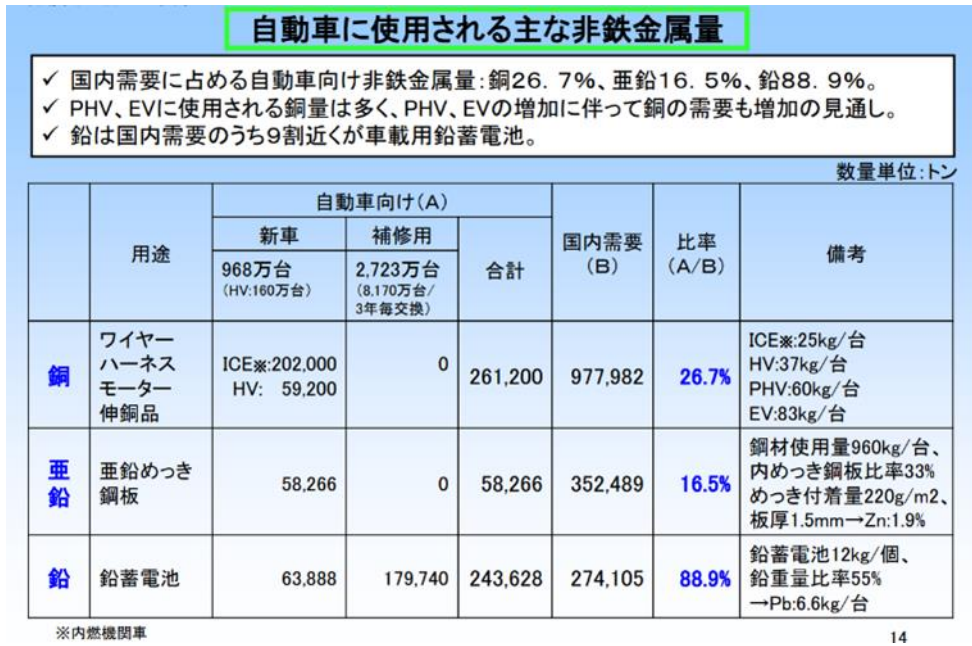 自動車に使用される主な非鉄金属量
✓ 国内需要に占める自動車向け非鉄金属量:銅26.7%、亜鉛16.5%、鉛88.9%。
✓ PHV、EVに使用される銅量は多く、PHV、EVの増加に伴って銅の需要も増加の見通し。
✓ 鉛は国内需要のうち9割近くが車載用鉛蓄電池。
数量単位:トン
用途
自動車向け(A)
新車
968万台
(HV:160万台)
補修用
2,723万台
(8,170万台/
3年毎交換)
合計
国内需要
(B)
比率
(A/B)
備考
銅
ワイヤー
ハーネス
モーター
伸銅品
ICE※:202,000
HV: 59,200
0
261,200
977,982
26.7%
ICE※:25kg/台
HV:37kg/台
PHV:60kg/台
EV:83kg/台
亜
鉛
亜鉛めっき
鋼板
58,266
0
58,266
352,489
16.5%
鋼材使用量960kg/台、
内めっき鋼板比率33%
めっき付着量220g/m2、
板厚1.5mm→Zn:1.9%
鉛
鉛蓄電池
63,888
179,740
243,628
274,105
88.9%
鉛蓄電池12kg/個、
鉛重量比率55%
→Pb:6.6kg/台
※内燃機関車
14